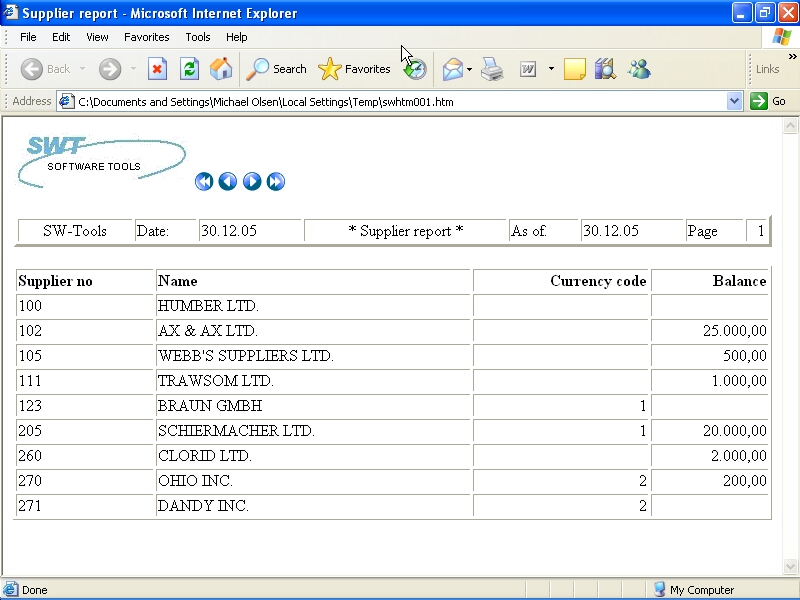 Supplier report - Microsoft Internet Explorer
File Edit View Favorites Tools Help
Back Search Favorites W Links »
Address C:\Documents and Settings\Michael Olsen\Local Settings\Temp\swhtm001.htm Go
SWT
SOFTWARE TOOLS
SW-Tools Date: 30.12.05 * Supplier report * As of. 30.12.05 Page 1
Supplier no Name Currency code Balance
100 HUMBER LTD.
102 AX & AX LTD. 25.000,00
105 WEBB'S SUPPLIERS LTD. 500,00
111 TRAWSOM LTD. 1.000,00
123 BRAUN GMBH 1
205 SCHIERMACHER LTD. 1 20.000,00
260 CLORID LTD. 2.000,00
270 OHIO INC. 2 200,00
271 DANDY INC. 2
Done My Computer